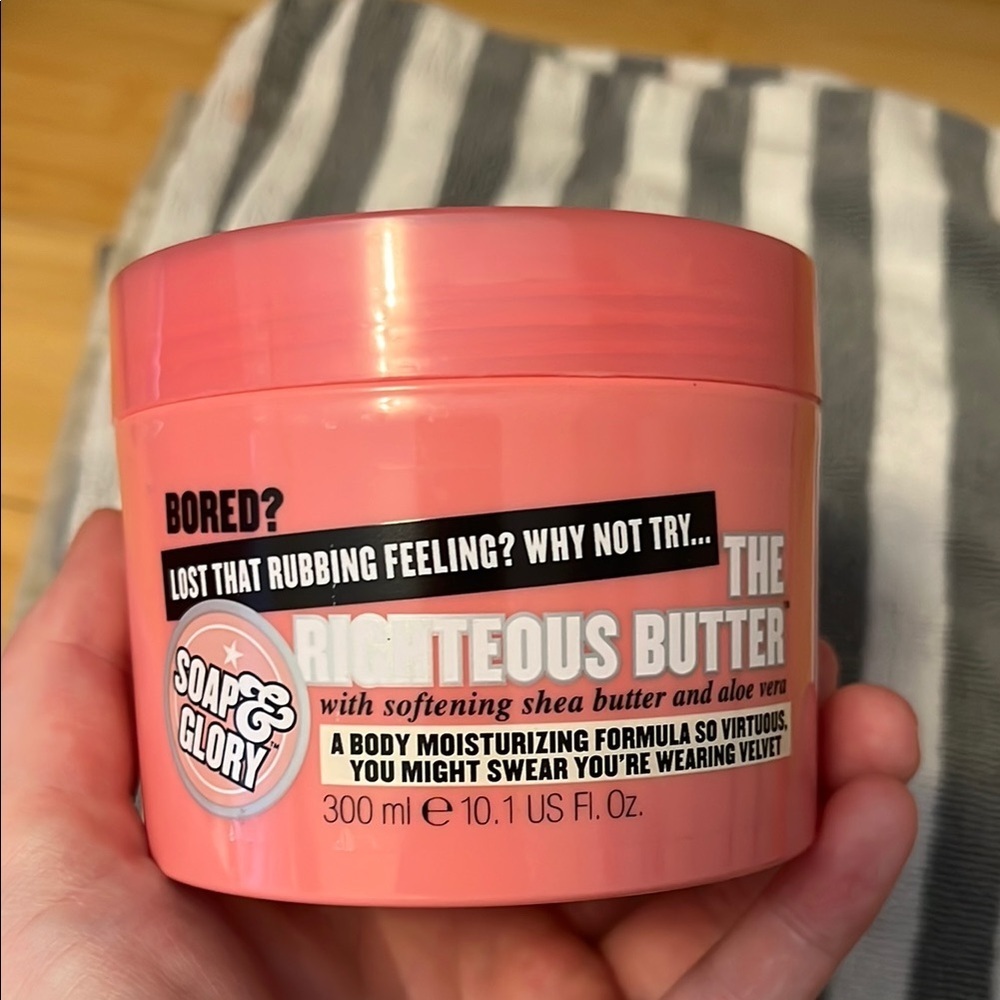 BORED?
LOST THAT RUBBING FEELING? WHY NOT TRY...
THE
RIGHTEOUS BUTTER™
with softening shea butter and aloe vera
A BODY MOISTURIZING FORMULA SO VIRTUOUS,
YOU MIGHT SWEAR YOU'RE WEARING VELVET
300 ml ℮ 10.1 US Fl. Oz.
SOAP &
GLORY™